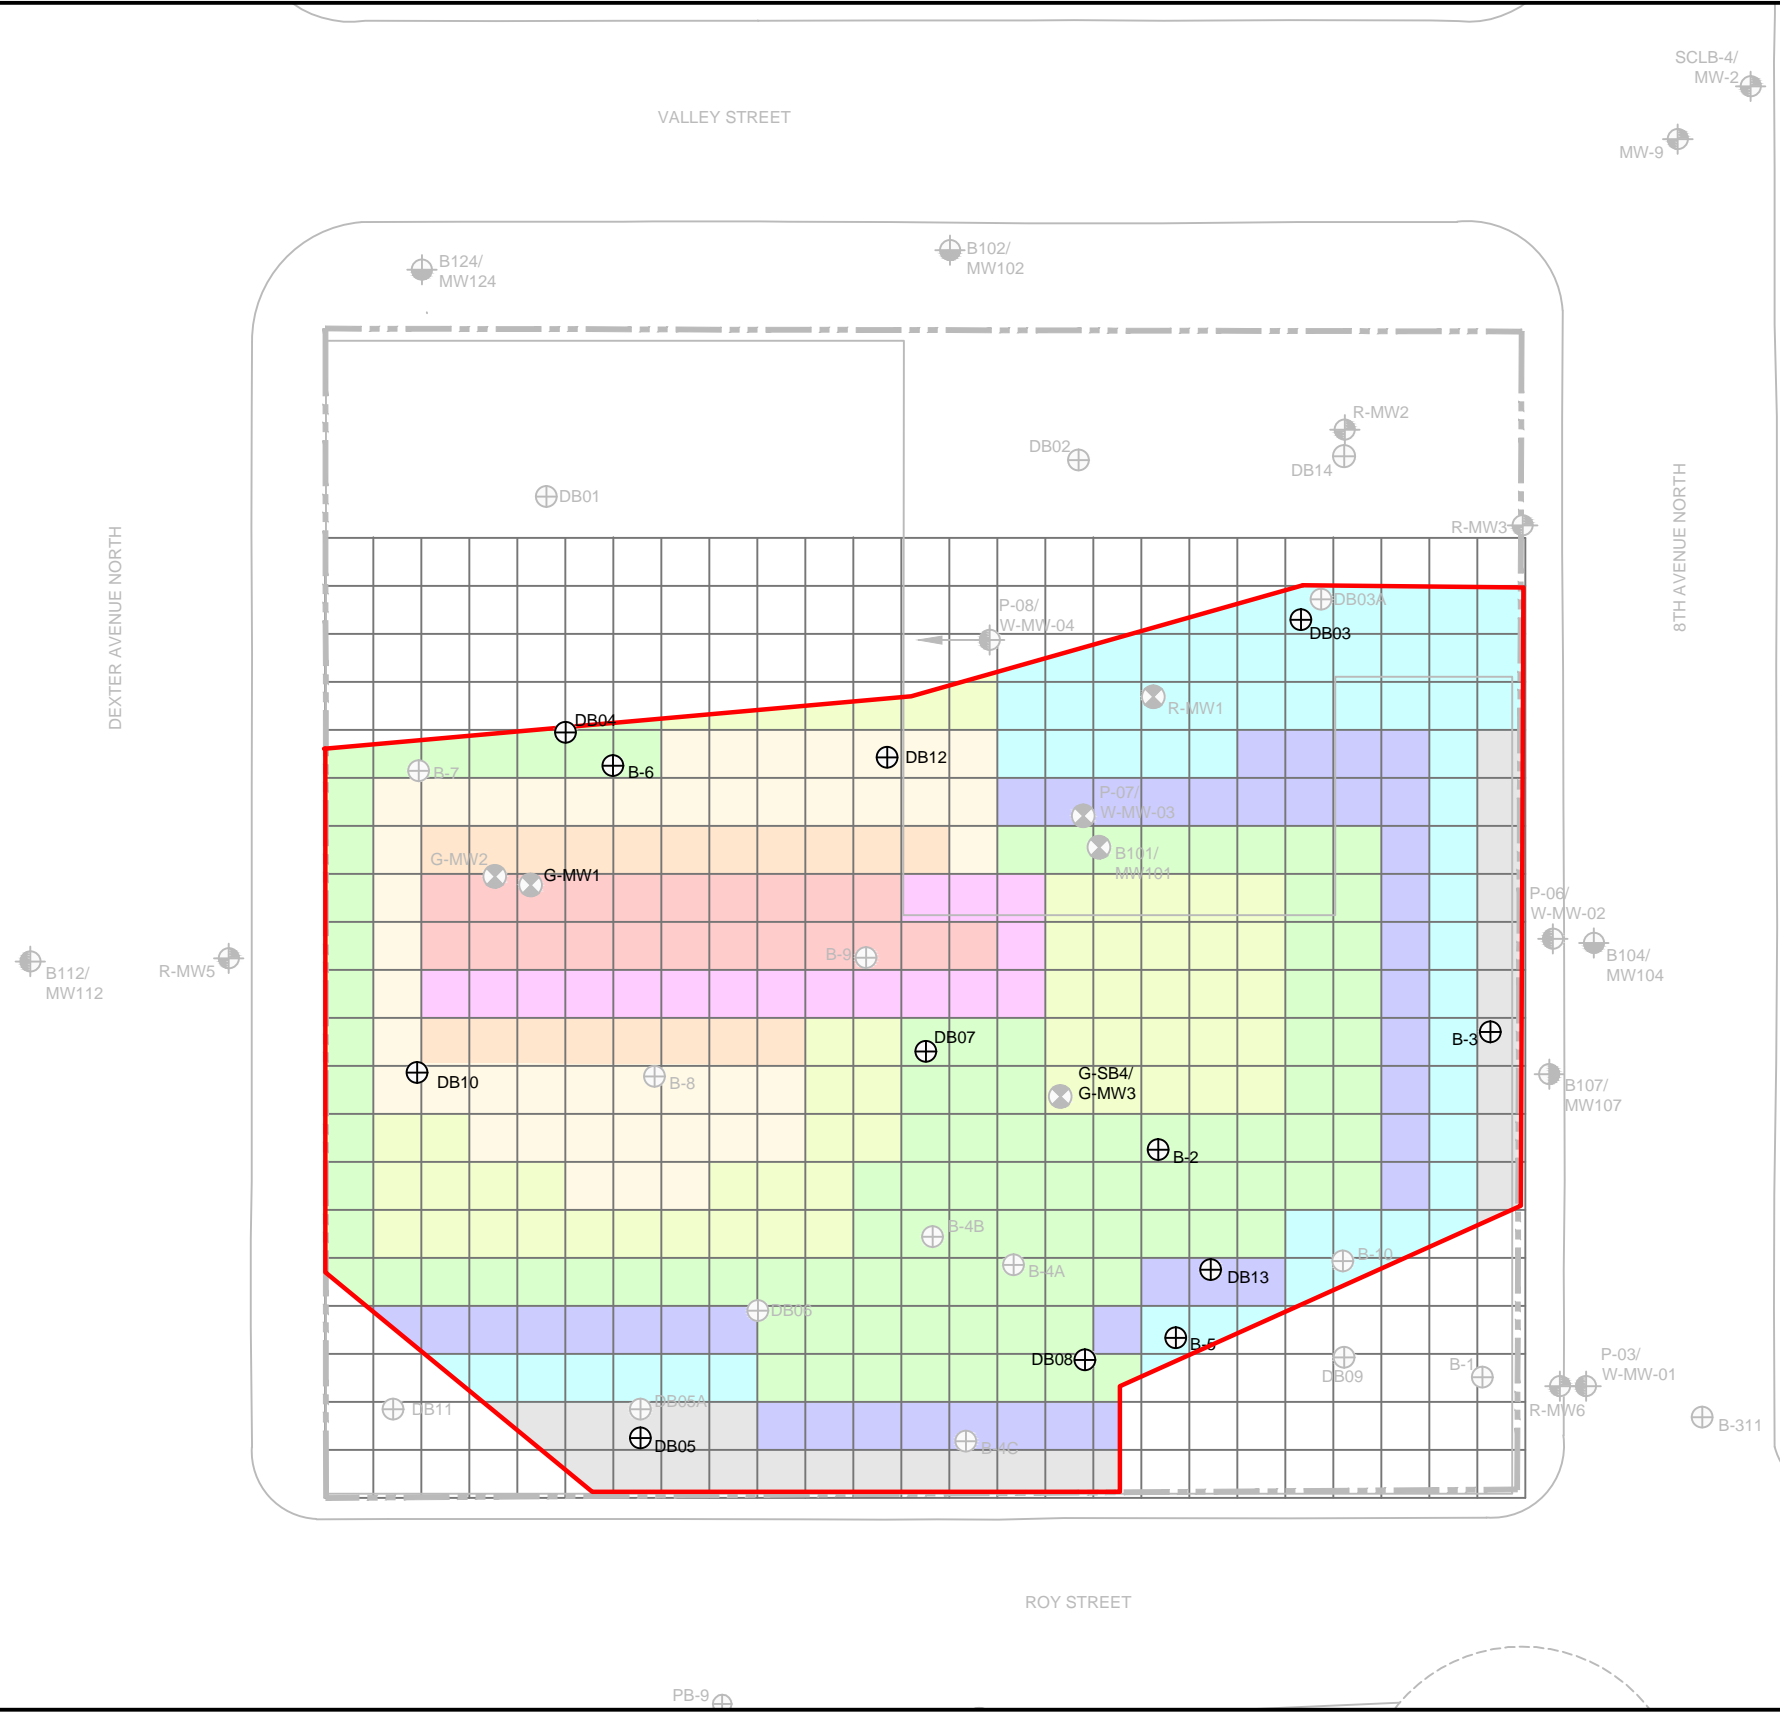 SCLB-4/
MW-2
VALLEY STREET
MW-9
B102/
MW102
B124/
MW124
R-MW2
DB02
DB14
DB01
R-MW3
DEXTER AVENUE NORTH
8TH AVENUE NORTH
P-08/
W-MW-04
DB03A
DB03
R-MW1
DB04
B-7
B-6
DB12
P-07/
W-MW-03
B101/
MW101
G-MW2
G-MW1
P-06/
W-MW-02
B-9
B104/
MW104
B112/
MW112
R-MW5
DB07
B-3
DB10
B-8
G-SB4/
G-MW3
B107/
MW107
B-2
B-4B
B-4A
B-10
DB13
DB06
B-5
DB08
DB09
B-1
P-03/
W-MW-01
R-MW6
B-311
DB11
DB05A
DB05
B-4C
ROY STREET
PB-9